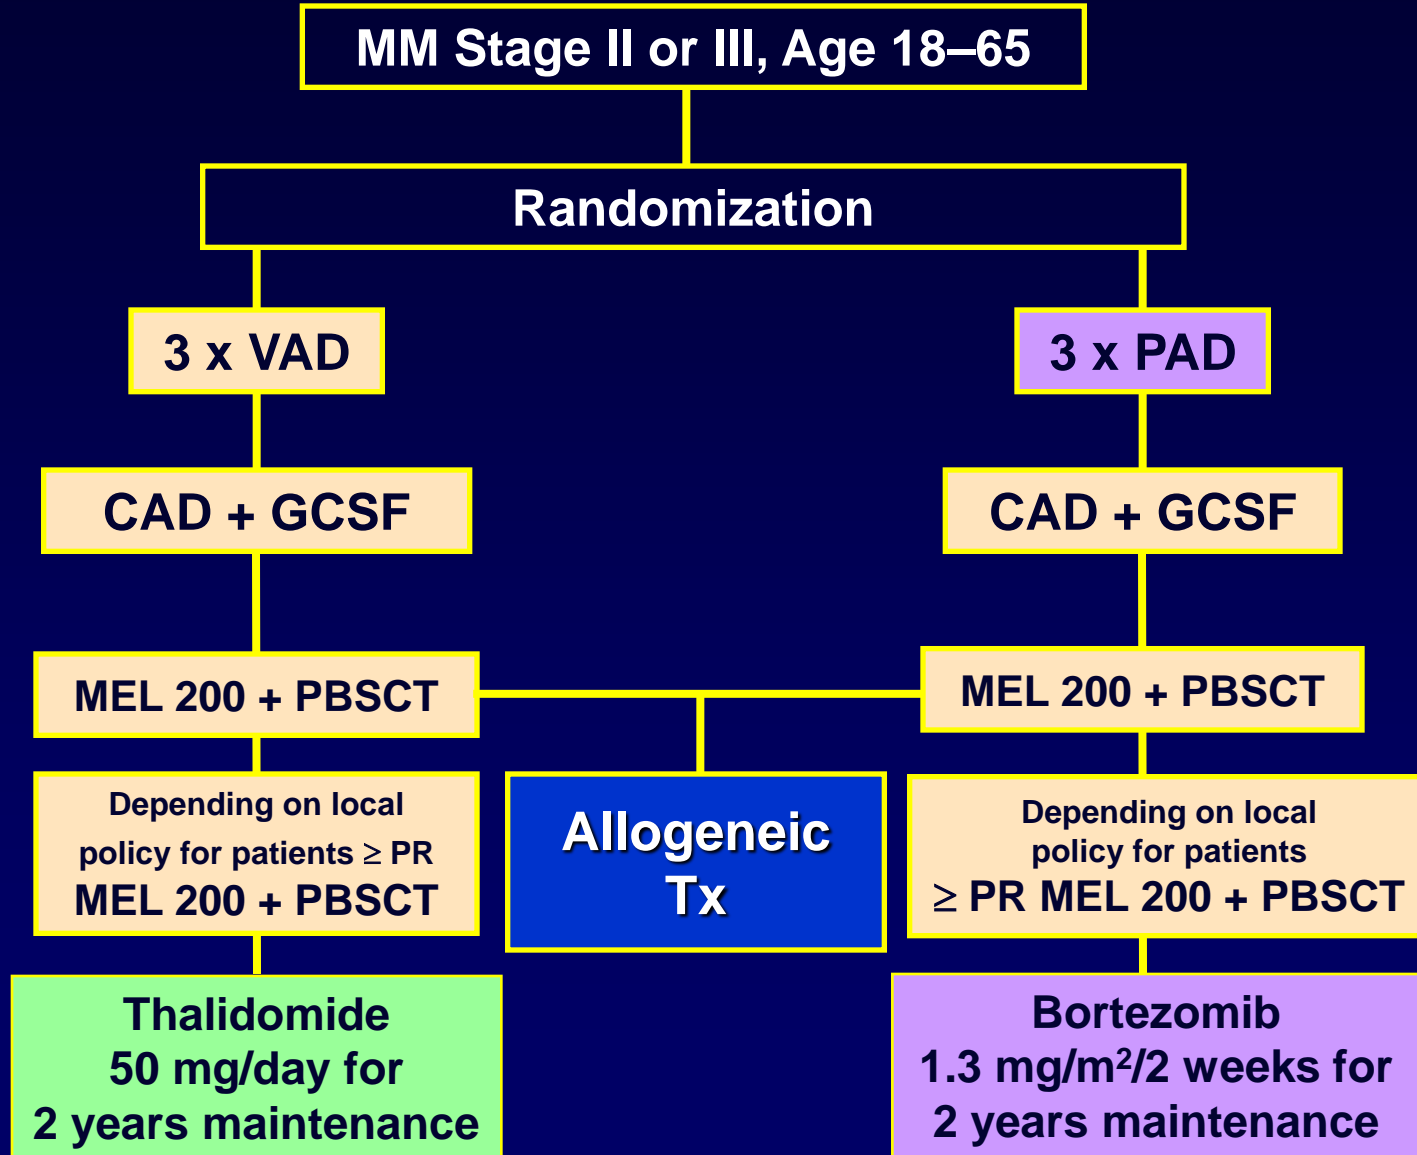 MM Stage II or III, Age 18–65
Randomization
3 x VAD
3 x PAD
CAD + GCSF
CAD + GCSF
MEL 200 + PBSCT
MEL 200 + PBSCT
Depending on local
policy for patients ≥ PR
MEL 200 + PBSCT
Allogeneic
Tx
Depending on local
policy for patients
≥ PR MEL 200 + PBSCT
Thalidomide
50 mg/day for
2 years maintenance
Bortezomib
1.3 mg/m²/2 weeks for
2 years maintenance